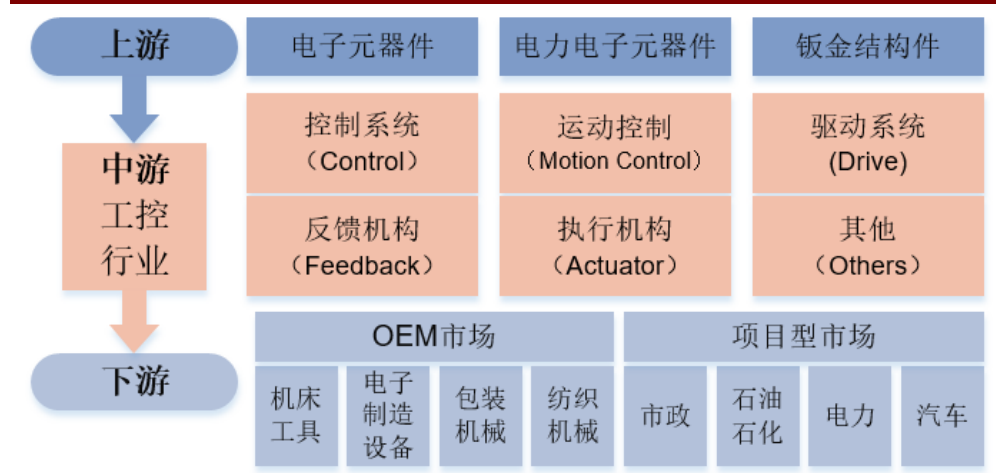 上游
电子元器件
电力电子元器件
钣金结构件
中游
工控
行业
控制系统
（Control）
运动控制
（Motion Control）
驱动系统
(Drive)
反馈机构
（Feedback）
执行机构
（Actuator）
其他
（Others）
下游
OEM市场
项目型市场
机床
工具
电子
制造
设备
包装
机械
纺织
机械
市政
石油
石化
电力
汽车